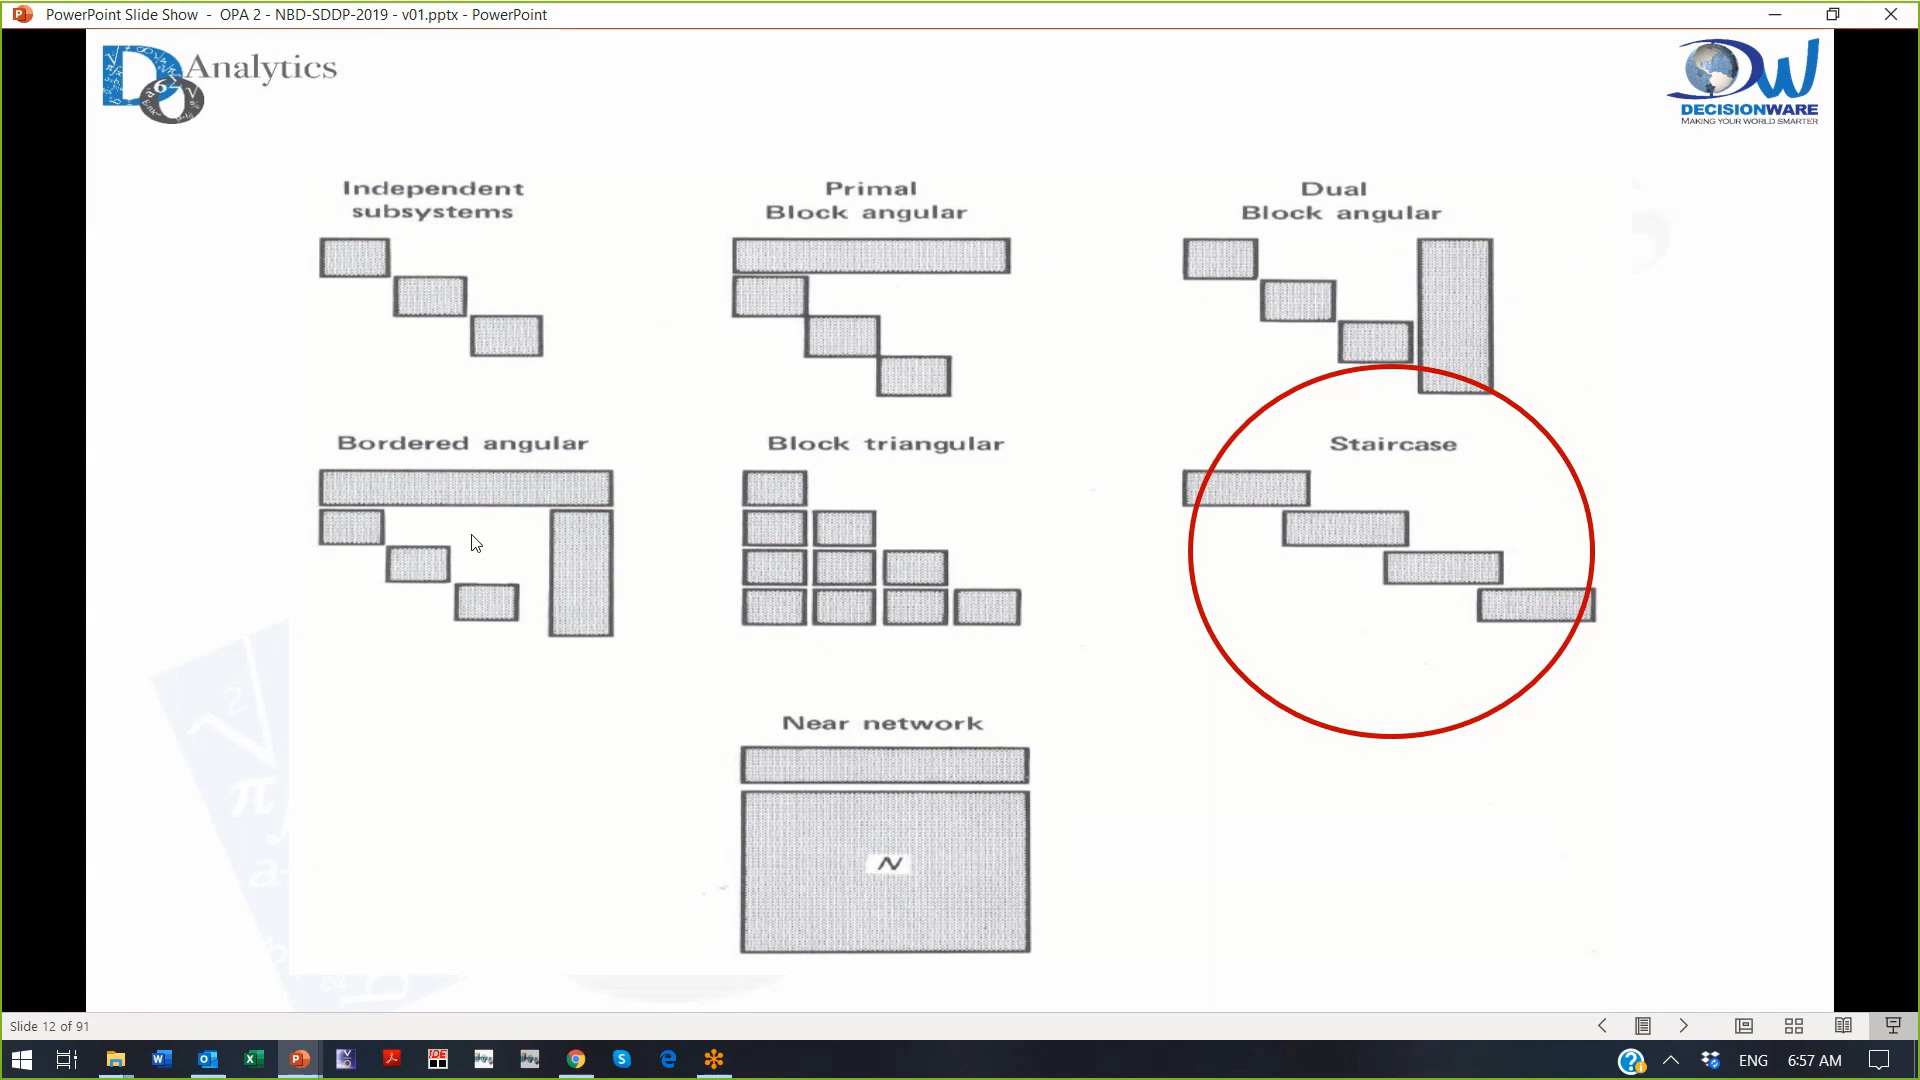 PowerPoint Slide Show - OPA 2 - NBD-SDDP-2019 - v01.pptx - PowerPoint
Analytics
DW
DECISIONWARE
MAKING YOUR WORLD SMARTER
Independent
subsystems
Primal
Block angular
Dual
Block angular
Bordered angular
Block triangular
Staircase
Near network
N
Slide 12 of 91
ENG
6:57 AM